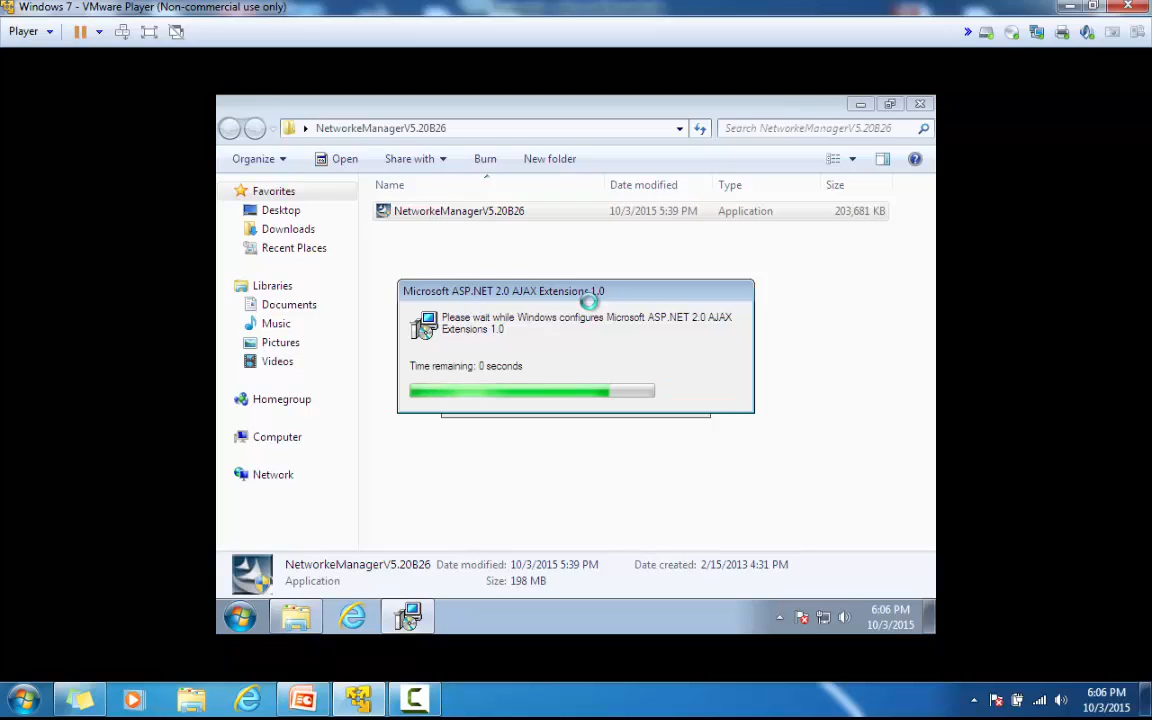 Windows 7 - VMware Player (Non-commercial use only)
Player
NetworkeManagerV5.20B26
Search NetworkeManagerV5.20B26
Organize
Open
Share with
Burn
New folder
Name
Date modified
Type
Size
Favorites
Desktop
Downloads
Recent Places
Libraries
Documents
Music
Pictures
Videos
Homegroup
Computer
Network
NetworkeManagerV5.20B26
10/3/2015 5:39 PM
Application
203,681 KB
Microsoft ASP.NET 2.0 AJAX Extensions 1.0
Please wait while Windows configures Microsoft ASP.NET 2.0 AJAX
Extensions 1.0
Time remaining: 0 seconds
NetworkeManagerV5.20B26
Date modified: 10/3/2015 5:39 PM
Date created: 2/15/2013 4:31 PM
Application
Size: 198 MB
6:06 PM
10/3/2015
6:06 PM
10/3/2015